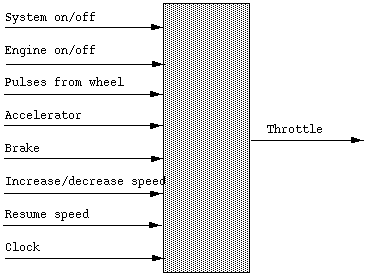 System on/off
Engine on/off
Pulses from wheel
Accelerator
Throttle
Brake
Increase/decrease speed
Resume speed
Clock